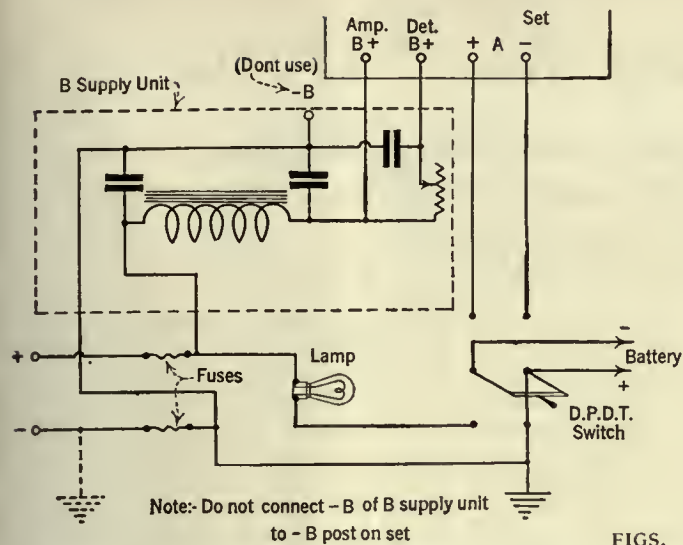 Set
Amp. Det.
B+ B+ + A -
(Dont use)
-B
B Supply Unit
+
Fuses
Lamp
-
Battery
+
D.P.D.T.
Switch
-
Note:- Do not connect - B of B supply unit
to - B post on set
FIGS.